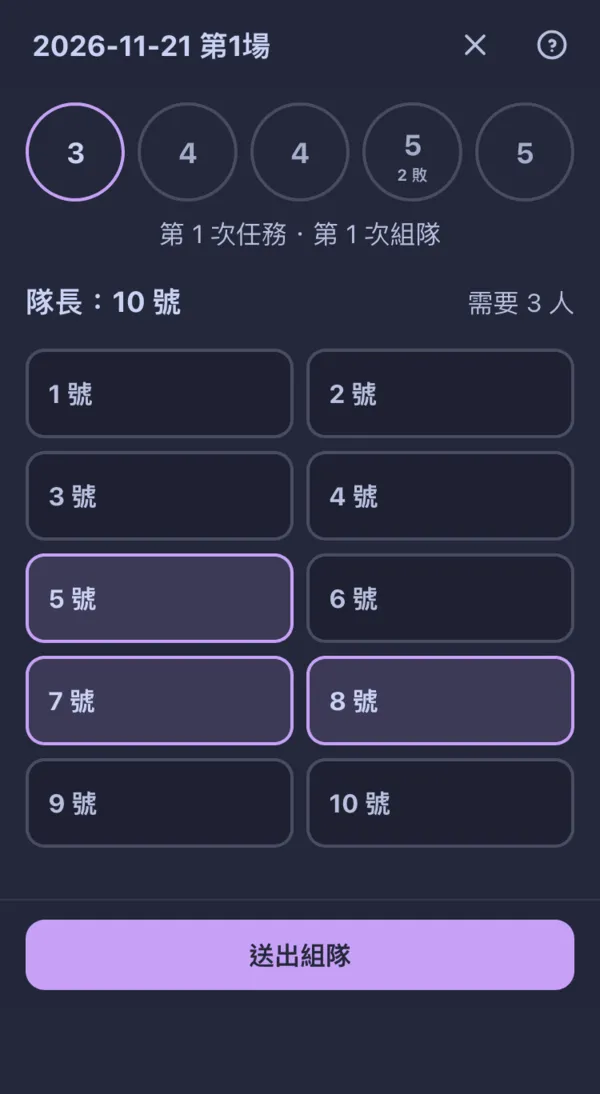 2026-11-21 第1場
3 4 4 5 5
2 敗
第 1 次任務・第 1 次組隊
隊長：10 號 需要 3 人
1 號 2 號
3 號 4 號
5 號 6 號
7 號 8 號
9 號 10 號
送出組隊